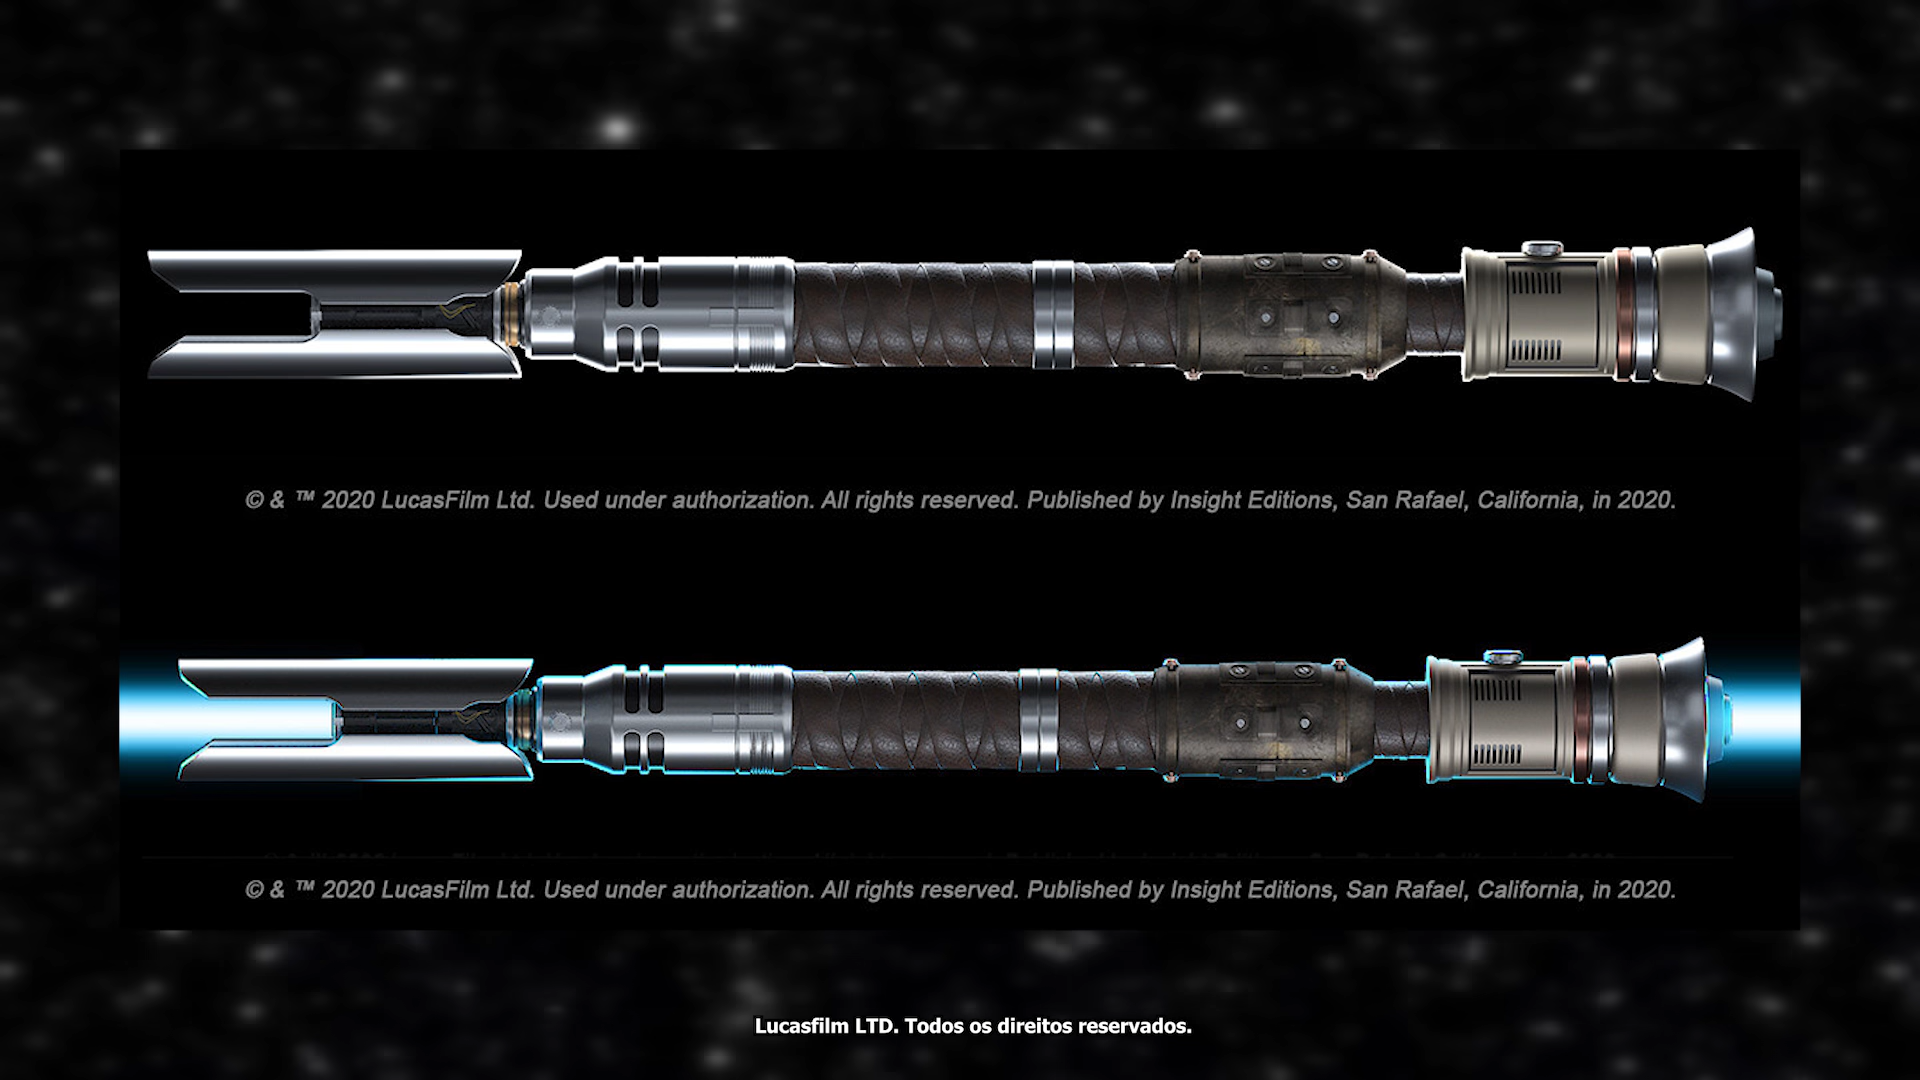 © & ™ 2020 LucasFilm Ltd. Used under authorization. All rights reserved. Published by Insight Editions, San Rafael, California, in 2020.
© & ™ 2020 LucasFilm Ltd. Used under authorization. All rights reserved. Published by Insight Editions, San Rafael, California, in 2020.
Lucasfilm LTD. Todos os direitos reservados.